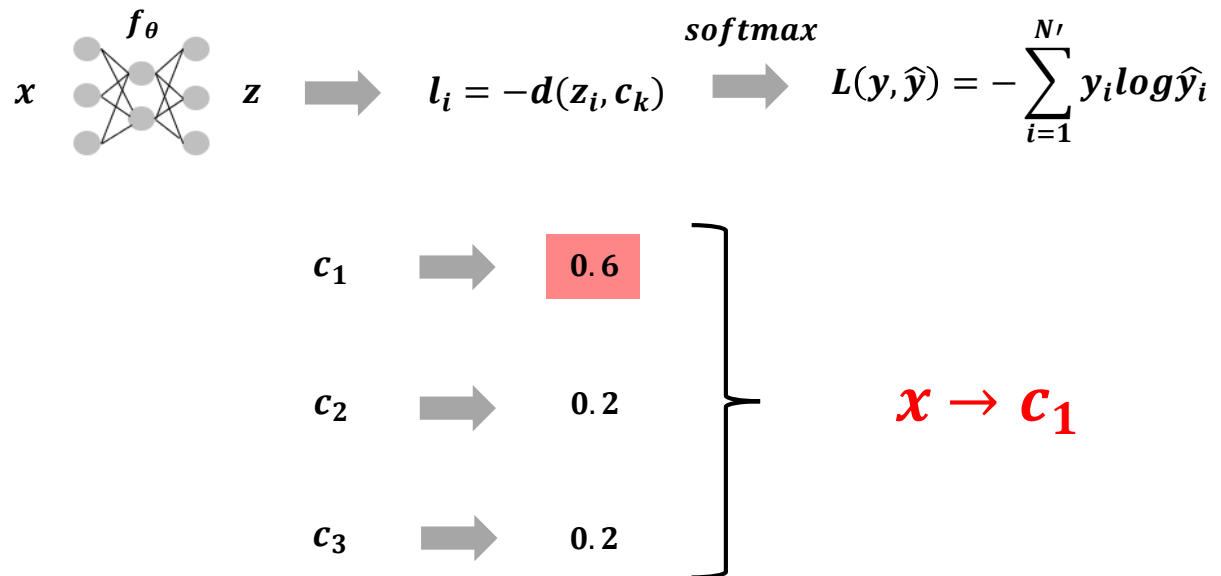 f_θ
x z l_i = −d(z_i, c_k) softmax L(y, ŷ) = − ∑_{i=1}^{N′} y_i log ŷ_i
c_1 0.6
c_2 0.2 x → c_1
c_3 0.2